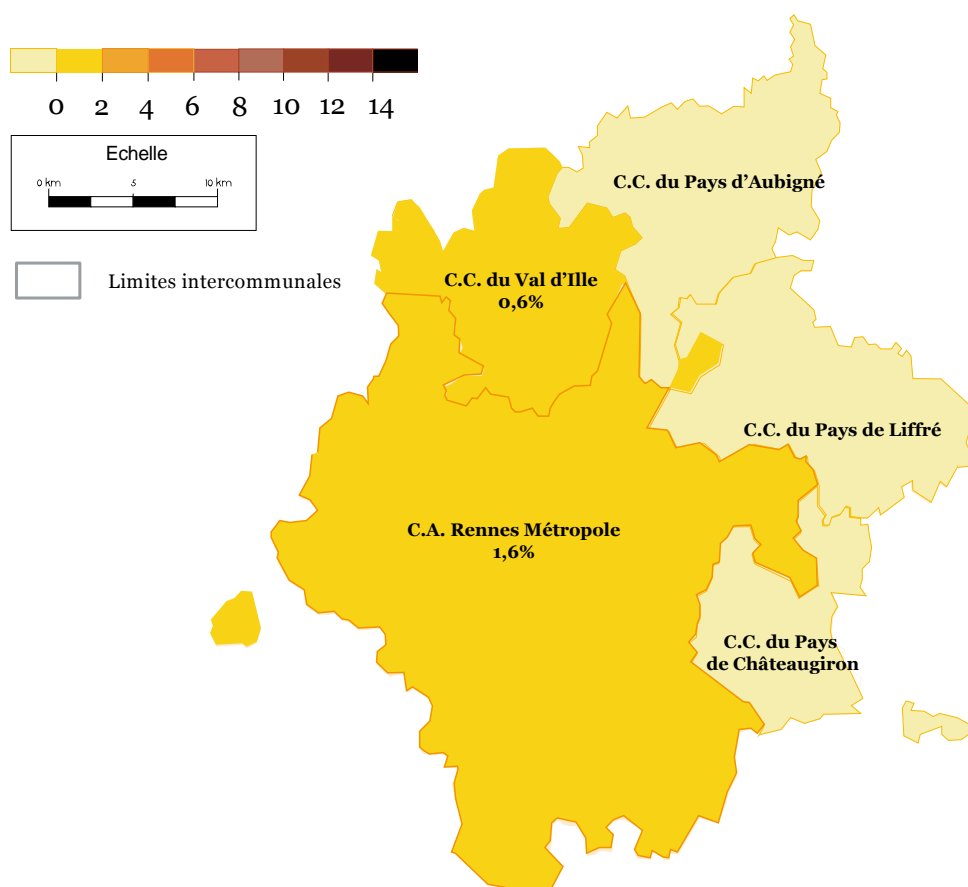 0 2 4 6 8 10 12 14
Echelle
0 km 5 10 km
Limites intercommunales
C.C. du Pays d'Aubigné
C.C. du Val d'Ille
0,6%
C.C. du Pays de Liffré
C.A. Rennes Métropole
1,6%
C.C. du Pays
de Châteaugiron